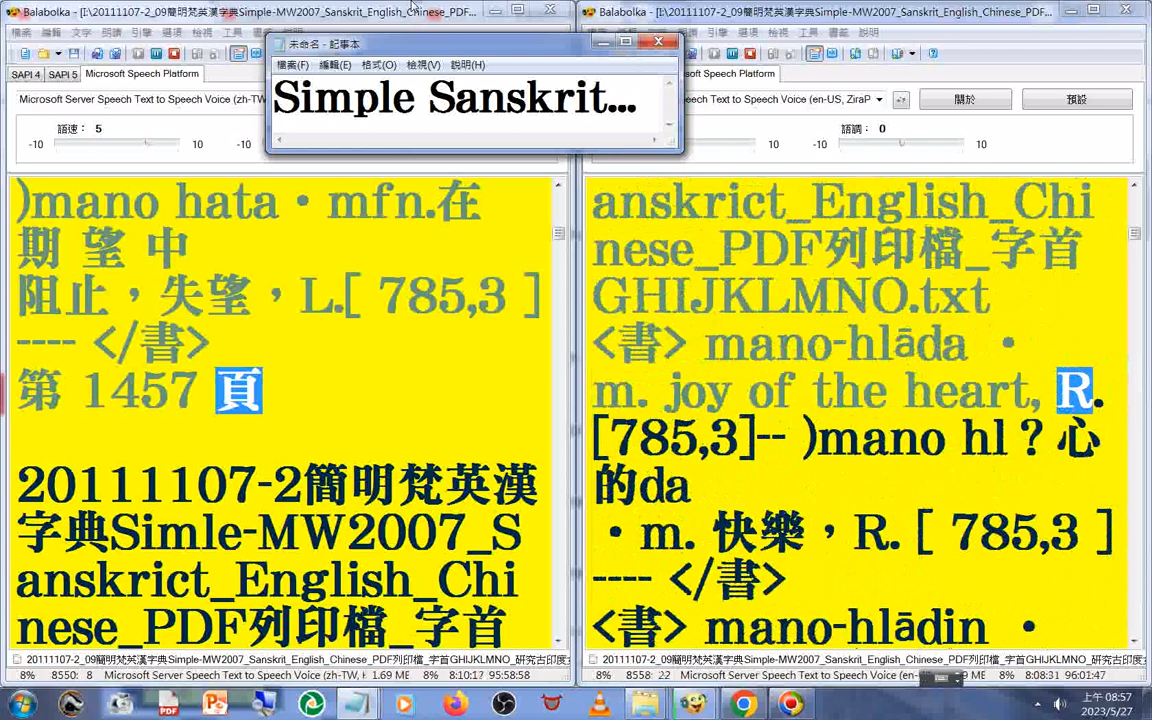 Balabolka - [I:\20111107-2_09簡明梵英漢字典Simple-MW2007_Sanskrit_English_Chinese_PDF...
Balabolka - [I:\20111107-2_09簡明梵英漢字典Simple-MW2007_Sanskrit_English_Chinese_PDF...
檔案 編輯 文字 朗讀 引擎 選項
未命名 - 記事本
檔案(F) 編輯(E) 格式(O) 檢視(V) 說明(H)
Simple Sanskrit...
SAPI 4 SAPI 5 Microsoft Speech Platform
Speech Platform
Microsoft Server Speech Text to Speech Voice (zh-TW
ech Text to Speech Voice (en-US, ZiraP
關於 預設
語速： 5
語調： 0
-10 10 -10
10 -10 10
)mano hata・mfn.在
期 望 中
阻止，失望，L.[ 785,3 ]
---- </書>
第 1457 頁
20111107-2簡明梵英漢
字典Simle-MW2007_S
anskrict_English_Chi
nese_PDF列印檔_字首
anskrict_English_Chi
nese_PDF列印檔_字首
GHIJKLMNO.txt
<書> mano-hlāda ・
m. joy of the heart, R.
[785,3]-- )mano hl？心
的da
・m. 快樂，R. [ 785,3 ]
---- </書>
<書> mano-hlādin ・
20111107-2_09簡明梵英漢字典Simple-MW2007_Sanskrit_English_Chinese_PDF列印檔_字首GHIJKLMNO_研究古印度
20111107-2_09簡明梵英漢字典Simple-MW2007_Sanskrit_English_Chinese_PDF列印檔_字首GHIJKLMNO_研究古印度
8% 8550: 8 Microsoft Server Speech Text to Speech Voice (zh-TW, 1.69 ME 8% 8:10:17 95:58:58
8% 8558: 22 Microsoft Server Speech Text to Speech Voice (en-US 8% 8:08:31 96:01:47
上午 08:57
2023/5/27